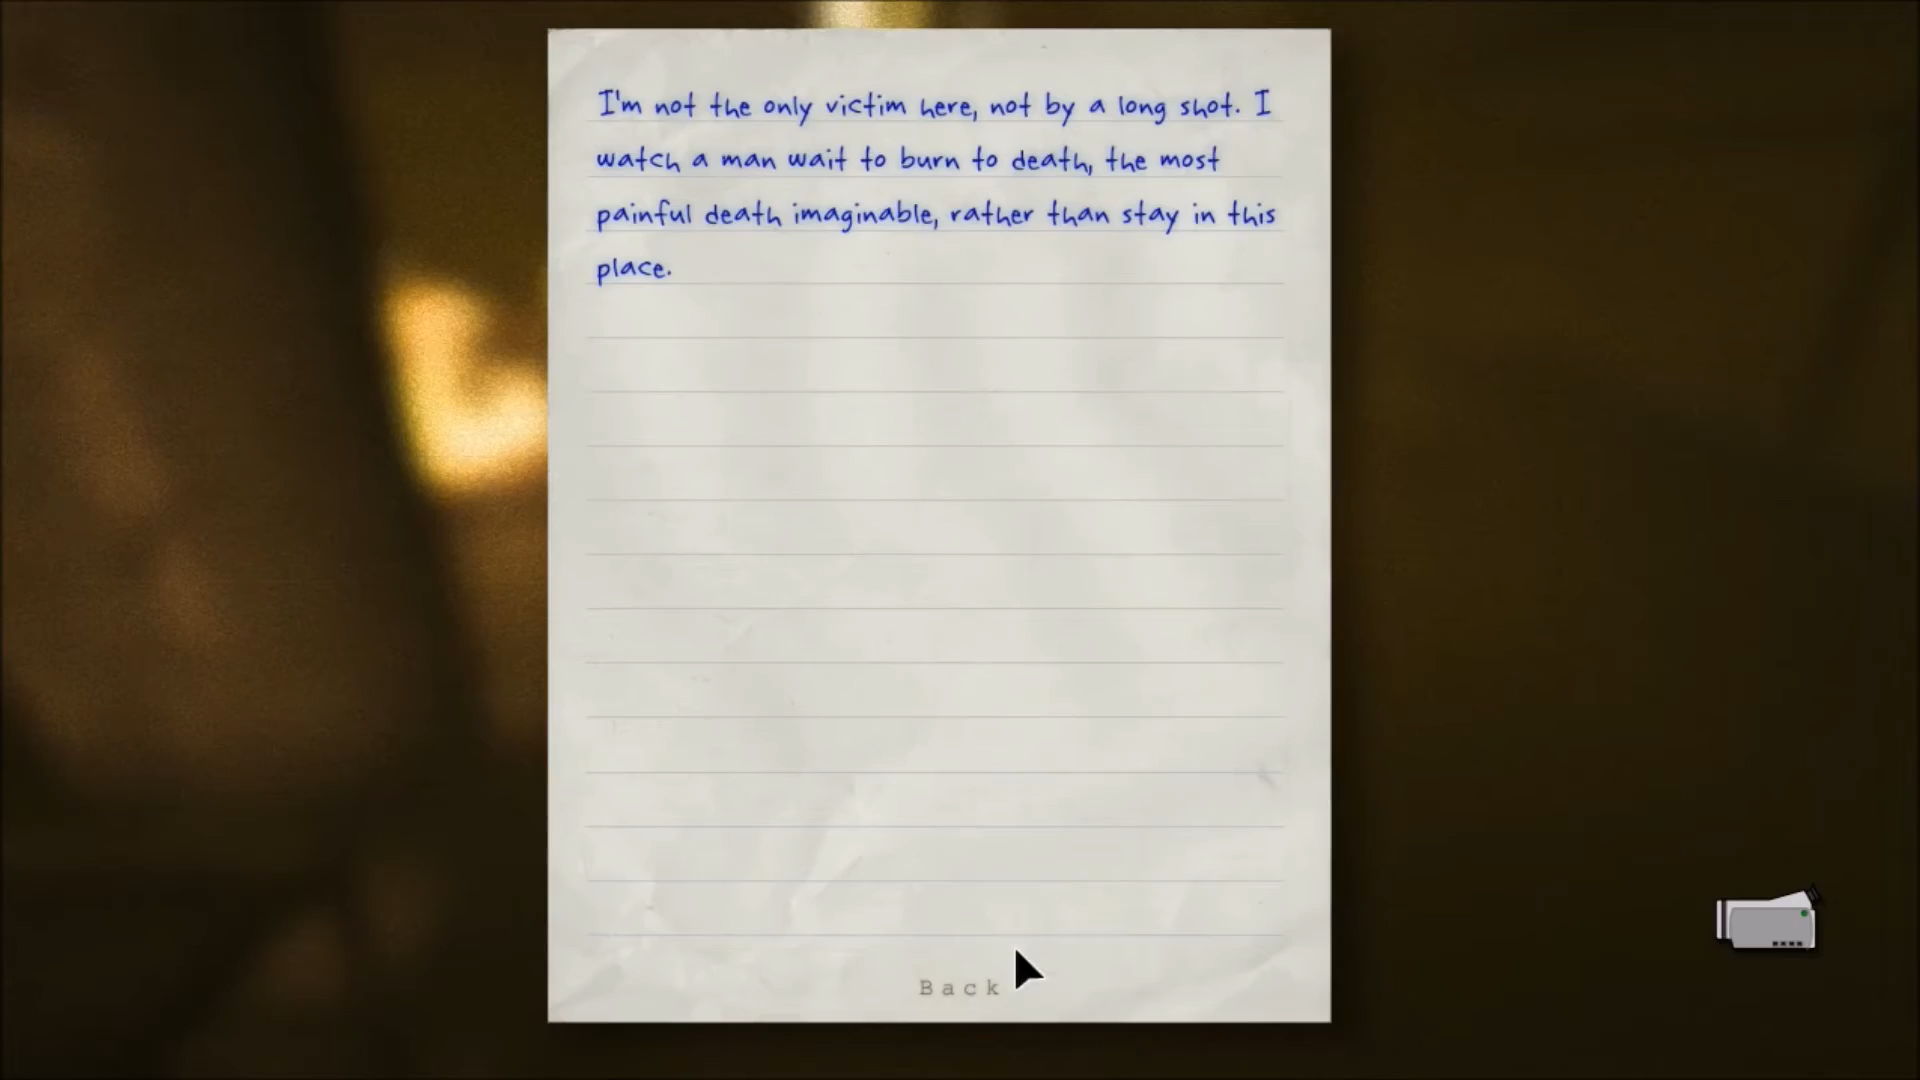 I'm not the only victim here, not by a long shot. I
watch a man wait to burn to death, the most
painful death imaginable, rather than stay in this
place.
Back